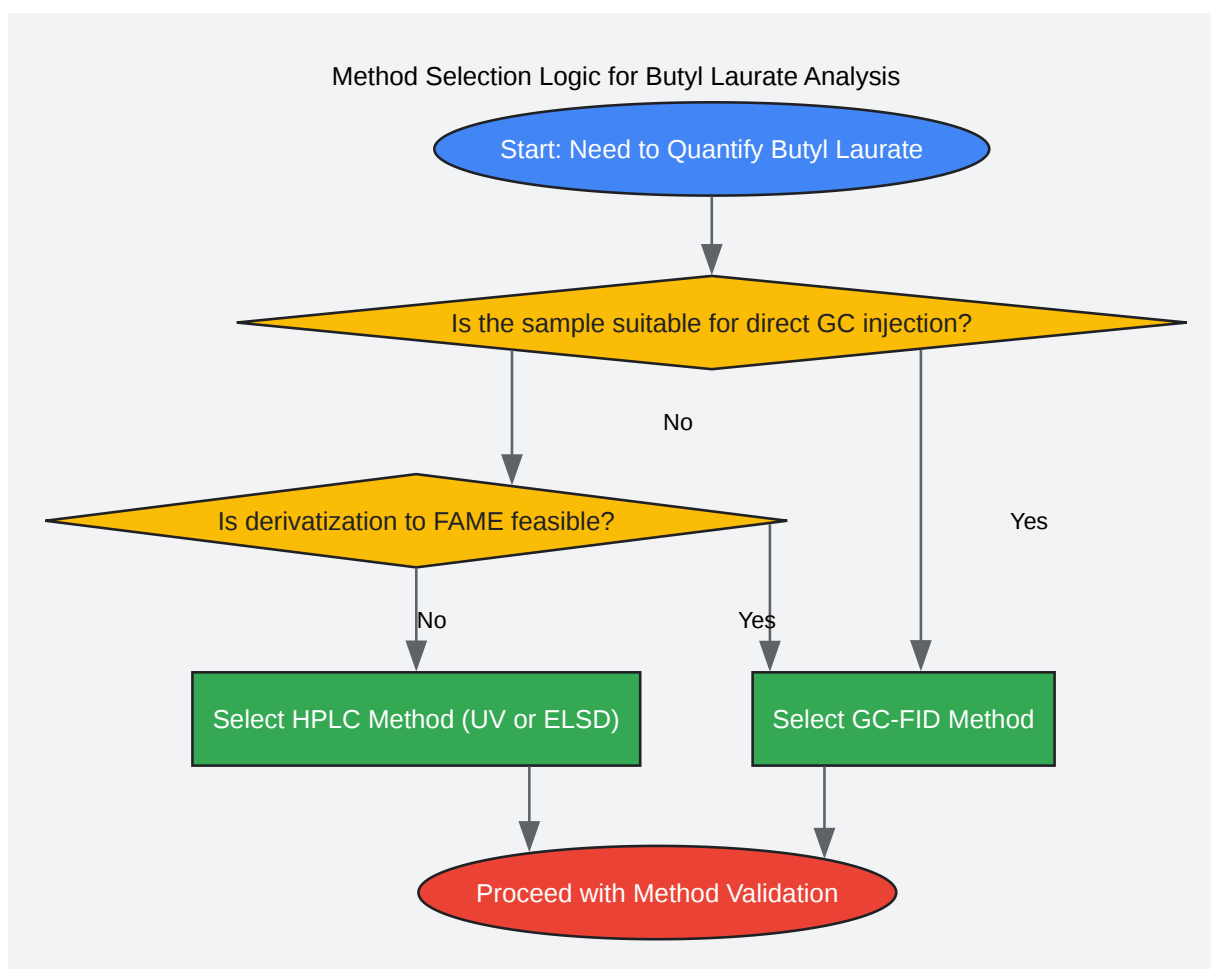 Method Selection Logic for Butyl Laurate Analysis
Start: Need to Quantify Butyl Laurate
Is the sample suitable for direct GC injection?
No
Is derivatization to FAME feasible?
Yes
No
Yes
Select HPLC Method (UV or ELSD)
Select GC-FID Method
Proceed with Method Validation